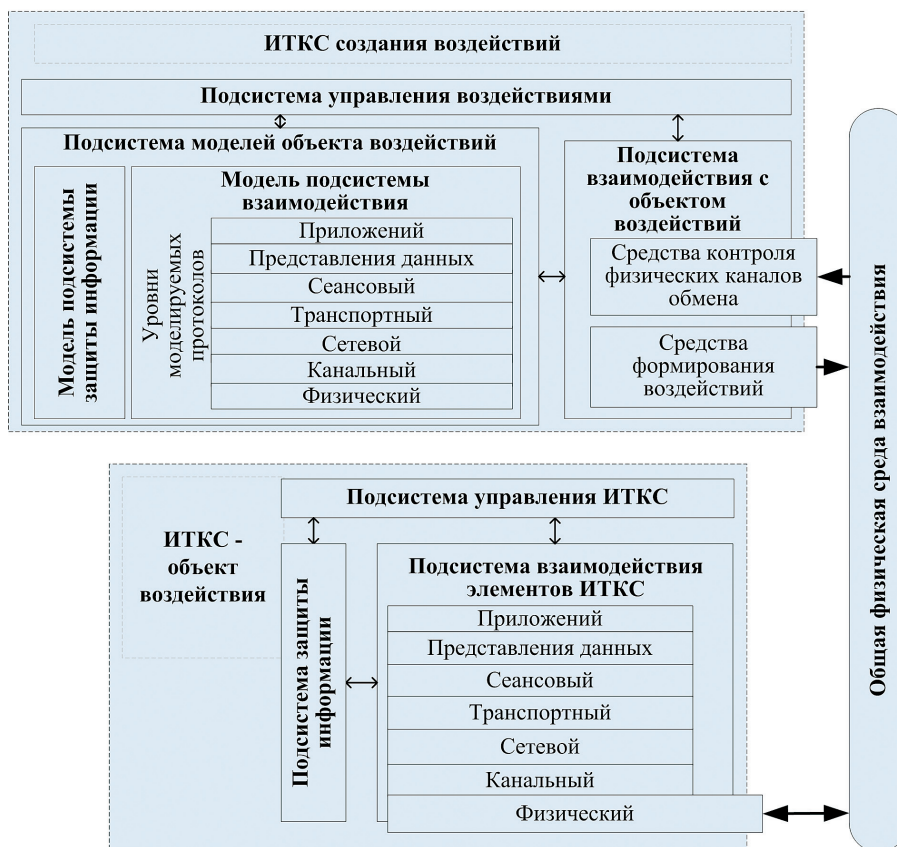 ИТКС создания воздействий
Подсистема управления воздействиями
Подсистема моделей объекта воздействий
Модель подсистемы
защиты информации
Модель подсистемы
взаимодействия
Уровни
моделируемых
протоколов
Приложений
Представления данных
Сеансовый
Транспортный
Сетевой
Канальный
Физический
Подсистема
взаимодействия с
объектом
воздействий
Средства контроля
физических каналов
обмена
Средства
формирования
воздействий
Общая физическая среда взаимодействия
ИТКС -
объект
воздействия
Подсистема управления ИТКС
Подсистема защиты
информации
Подсистема взаимодействия
элементов ИТКС
Приложений
Представления данных
Сеансовый
Транспортный
Сетевой
Канальный
Физический